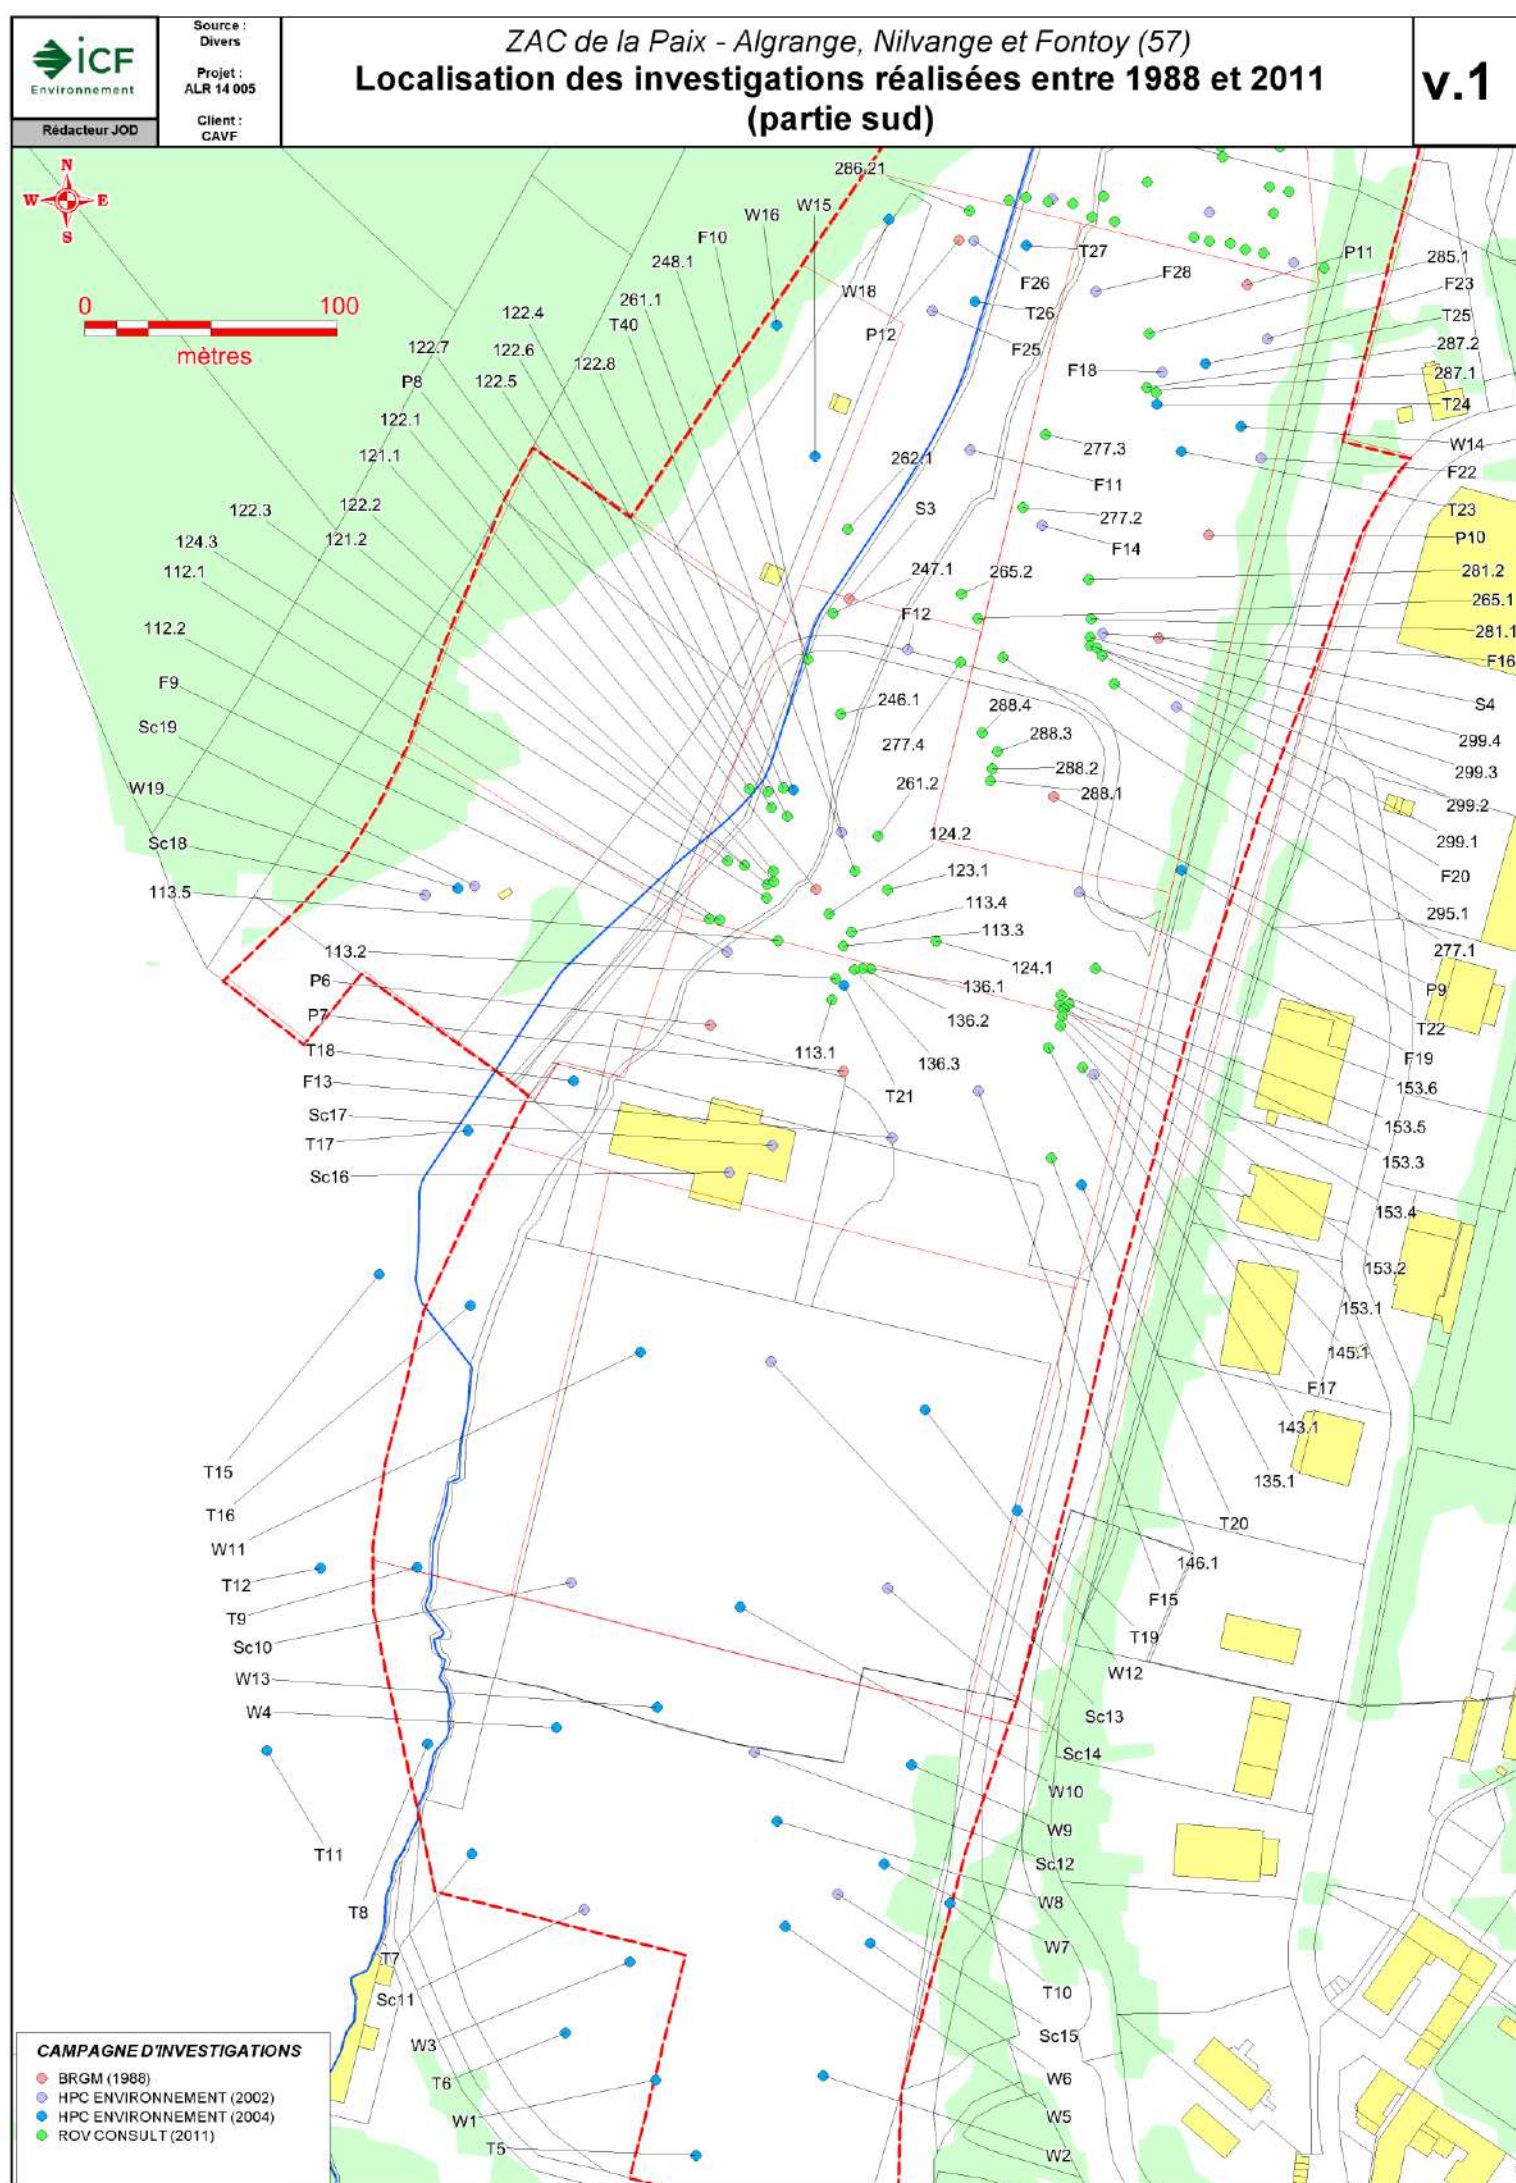 iCF
Environnement
Rédacteur JOD
Source :
Divers
Projet :
ALR 14 005
Client :
CAVF
ZAC de la Paix - Algrange, Nilvange et Fontoy (57)
Localisation des investigations réalisées entre 1988 et 2011
(partie sud)
v.1
N
W E
S
0 100
mètres
286.21
W15
W16
F10
248.1
261.1
T40
122.4
122.6
122.7
122.5
122.8
P8
122.1
121.1
122.2
122.3
121.2
124.3
112.1
112.2
F9
Sc19
W19
Sc18
113.5
113.2
P6
P7
T18
F13
Sc17
T17
Sc16
W18
P12
T27
F26
F28
T26
F25
F18
P11
285.1
F23
T25
287.2
287.1
T24
W14
F22
T23
P10
281.2
265.1
281.1
F16
S4
299.4
299.3
299.2
299.1
F20
295.1
277.1
P9
T22
F19
153.6
153.5
153.3
153.4
153.2
153.1
145.1
F17
143.1
135.1
T20
146.1
F15
T19
W12
Sc13
Sc14
W10
W9
Sc12
W8
W7
T10
Sc15
W6
W5
W2
277.3
262.1
F11
S3
277.2
F14
247.1
265.2
F12
246.1
288.4
277.4
288.3
288.2
288.1
261.2
124.2
123.1
113.4
113.3
124.1
136.1
136.2
136.3
113.1
T21
T15
T16
W11
T12
T9
Sc10
W13
W4
T11
T8
T7
Sc11
W3
T6
W1
T5
CAMPAGNE D'INVESTIGATIONS
BRGM (1988)
HPC ENVIRONNEMENT (2002)
HPC ENVIRONNEMENT (2004)
ROV CONSULT (2011)